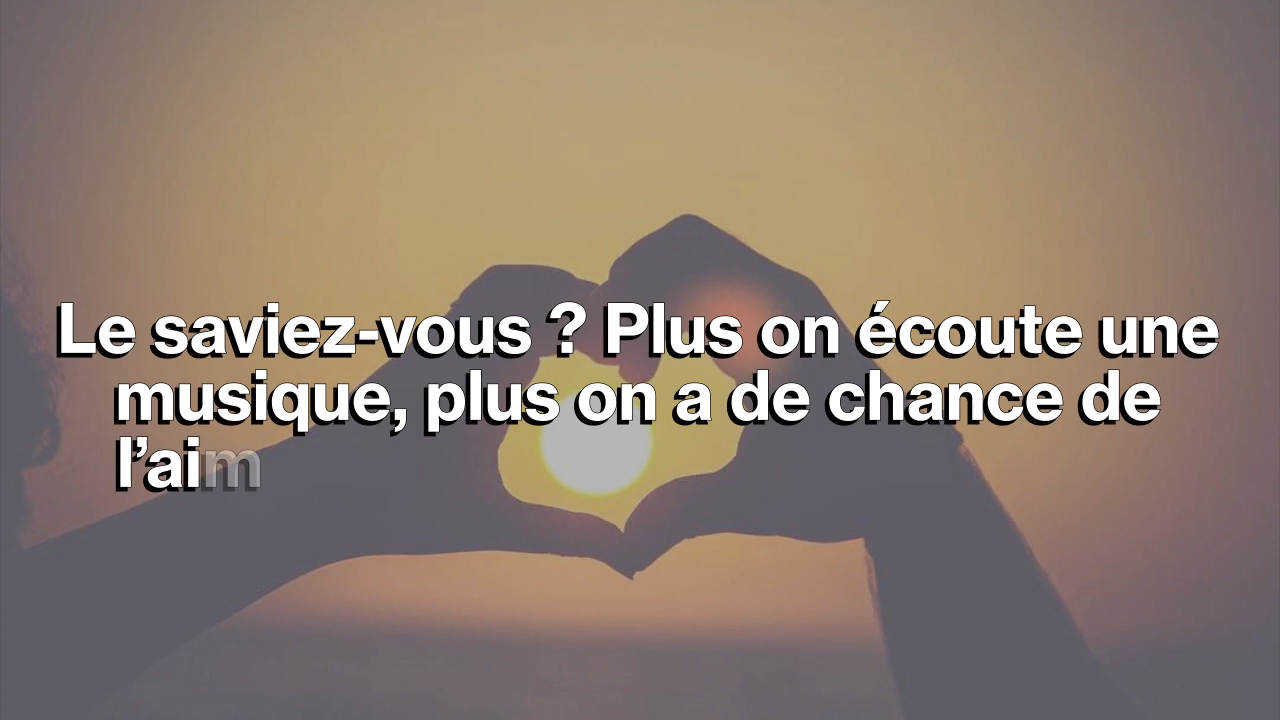 Le saviez-vous ? Plus on écoute une
musique, plus on a de chance de
l’aim